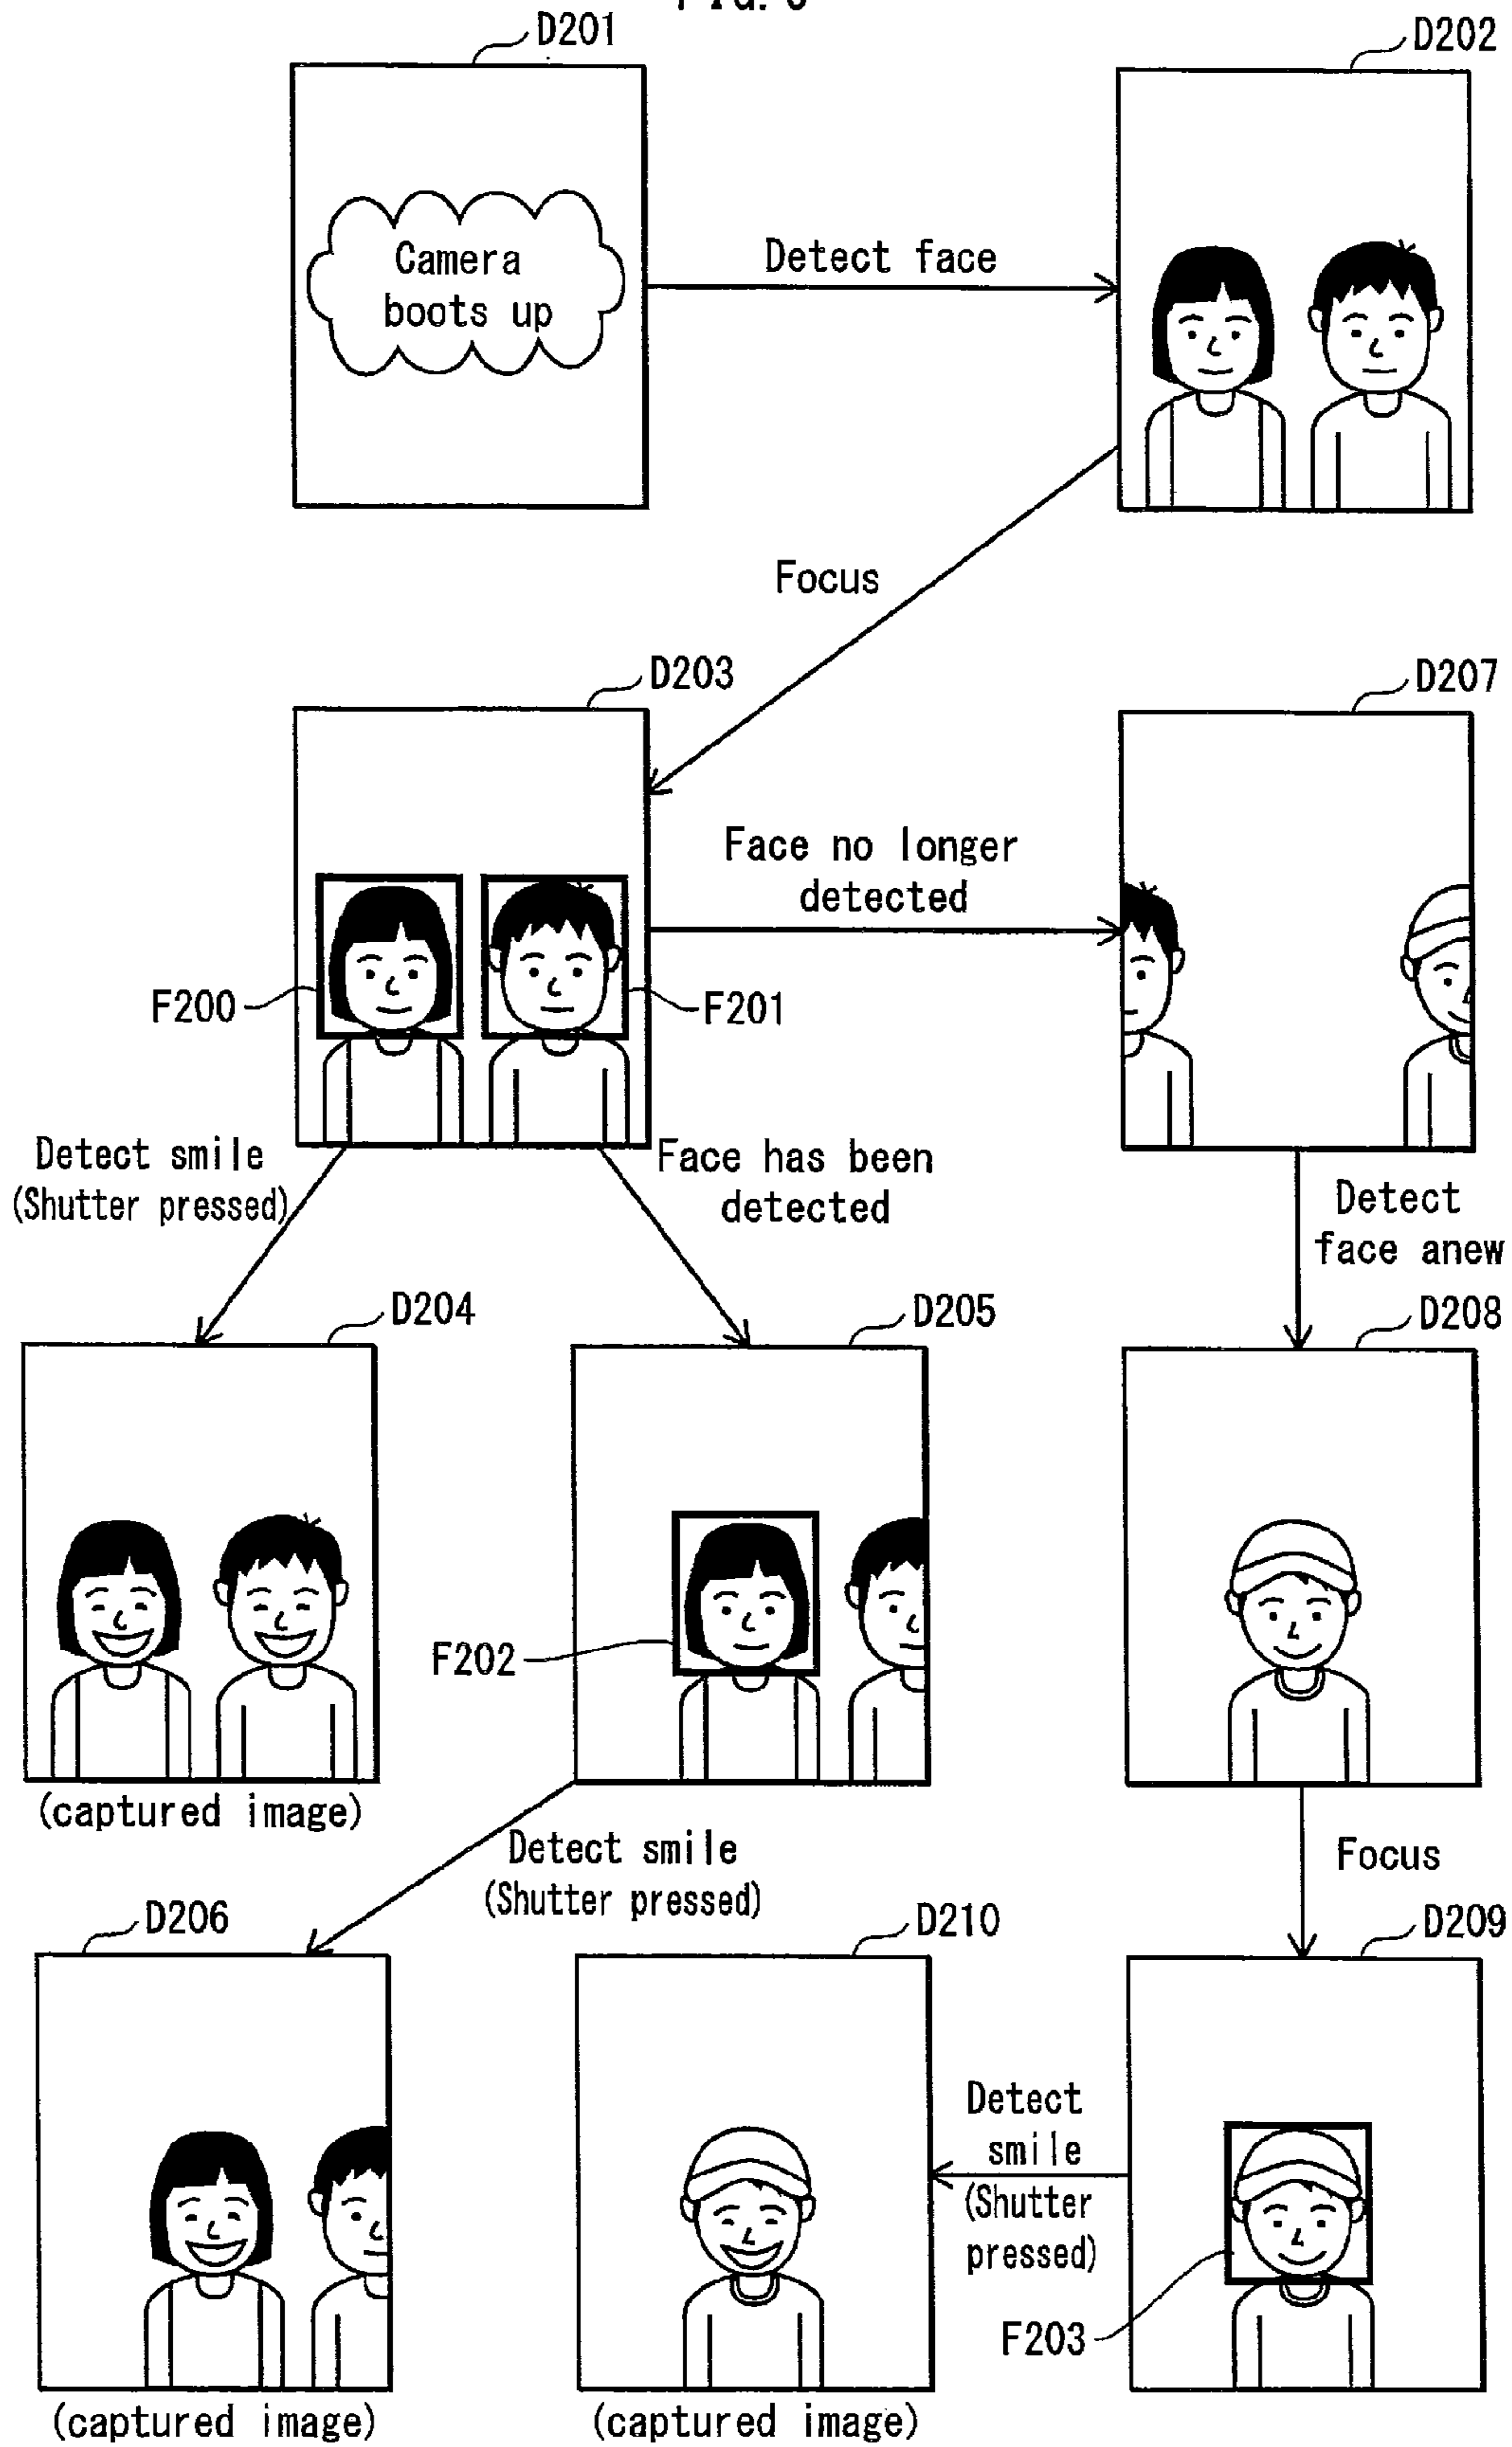 D201
D202
Camera
boots up
Detect face
Focus
D203
D207
Face no longer
detected
F200
F201
Detect smile
(Shutter pressed)
Face has been
detected
Detect
face anew
D204
D205
D208
F202
(captured image)
Detect smile
(Shutter pressed)
Focus
D206
D210
D209
Detect
smile
(Shutter
pressed)
F203
(captured image)
(captured image)